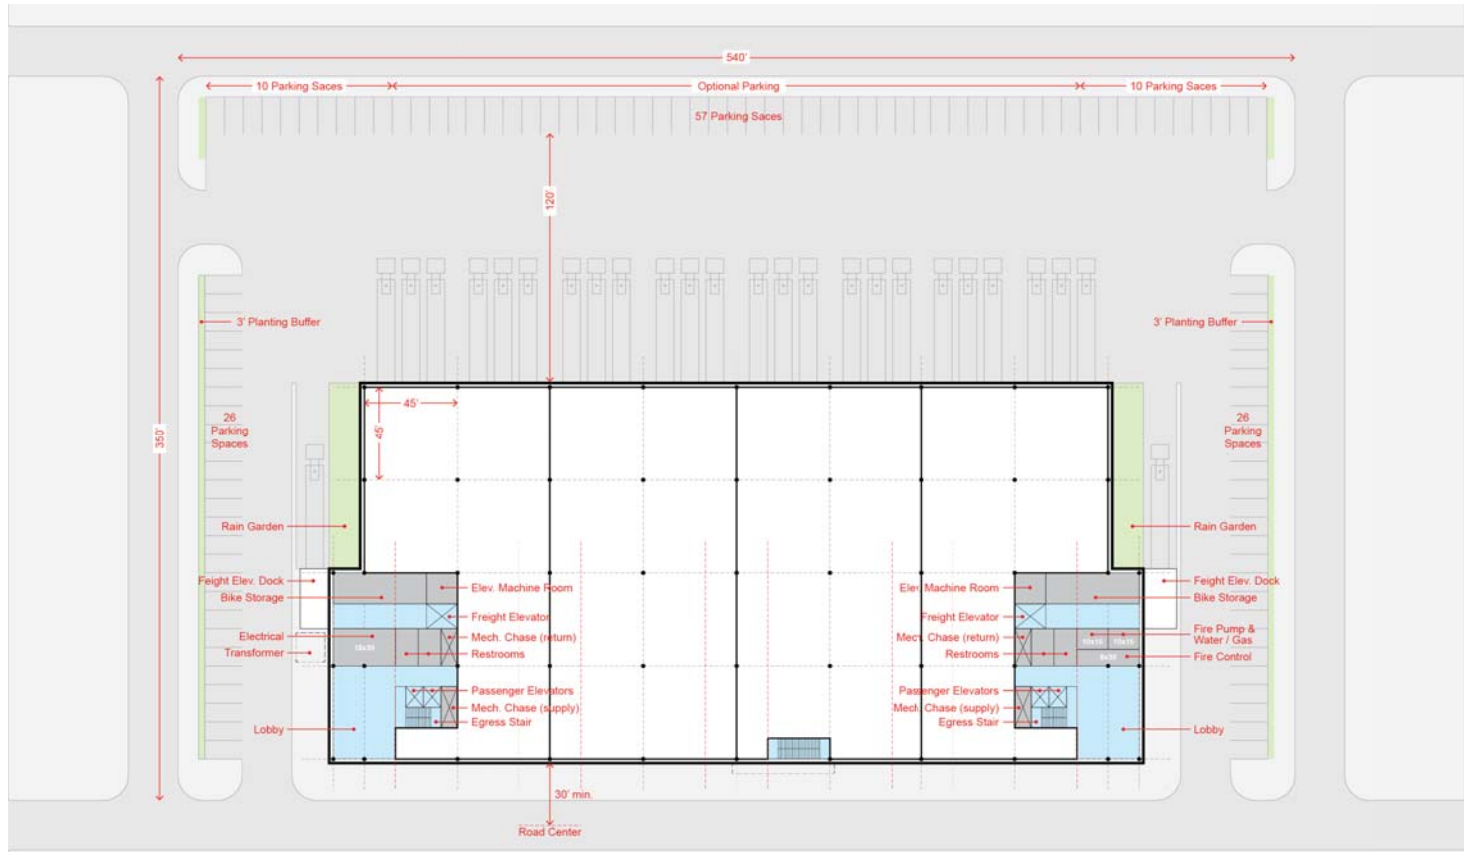 540'
10 Parking Saces
Optional Parking
10 Parking Saces
57 Parking Saces
120'
3' Planting Buffer
3' Planting Buffer
45'
45'
350'
26
Parking
Spaces
26
Parking
Spaces
Rain Garden
Rain Garden
Feight Elev. Dock
Elev. Machine Room
Elev. Machine Room
Feight Elev. Dock
Bike Storage
Bike Storage
Freight Elevator
Freight Elevator
Electrical
Mech. Chase (return)
Mech. Chase (return)
10x15
10x15
Fire Pump &
Water / Gas
Transformer
Restrooms
Restrooms
Fire Control
Passenger Elevators
Passenger Elevators
Mech. Chase (supply)
Mech. Chase (supply)
Lobby
Egress Stair
Egress Stair
Lobby
30' min.
Road Center